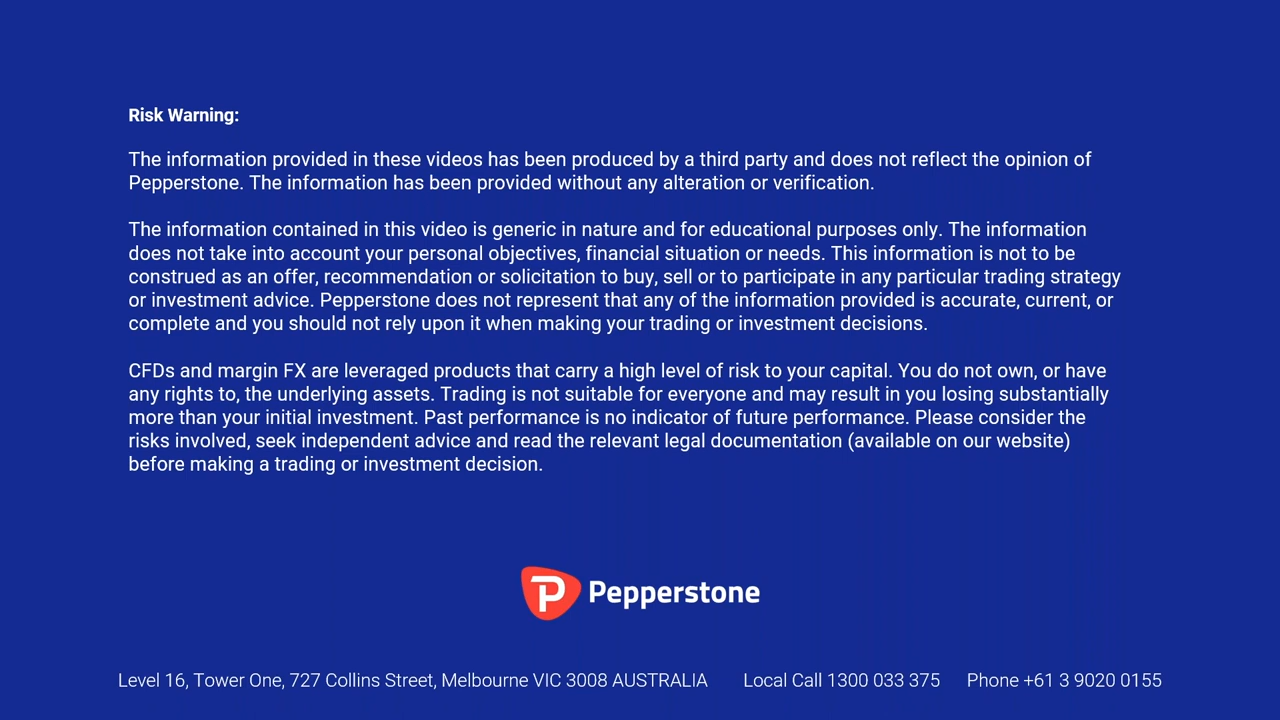 Risk Warning:
The information provided in these videos has been produced by a third party and does not reflect the opinion of
Pepperstone. The information has been provided without any alteration or verification.
The information contained in this video is generic in nature and for educational purposes only. The information
does not take into account your personal objectives, financial situation or needs. This information is not to be
construed as an offer, recommendation or solicitation to buy, sell or to participate in any particular trading strategy
or investment advice. Pepperstone does not represent that any of the information provided is accurate, current, or
complete and you should not rely upon it when making your trading or investment decisions.
CFDs and margin FX are leveraged products that carry a high level of risk to your capital. You do not own, or have
any rights to, the underlying assets. Trading is not suitable for everyone and may result in you losing substantially
more than your initial investment. Past performance is no indicator of future performance. Please consider the
risks involved, seek independent advice and read the relevant legal documentation (available on our website)
before making a trading or investment decision.
P Pepperstone
Level 16, Tower One, 727 Collins Street, Melbourne VIC 3008 AUSTRALIA Local Call 1300 033 375 Phone +61 3 9020 0155